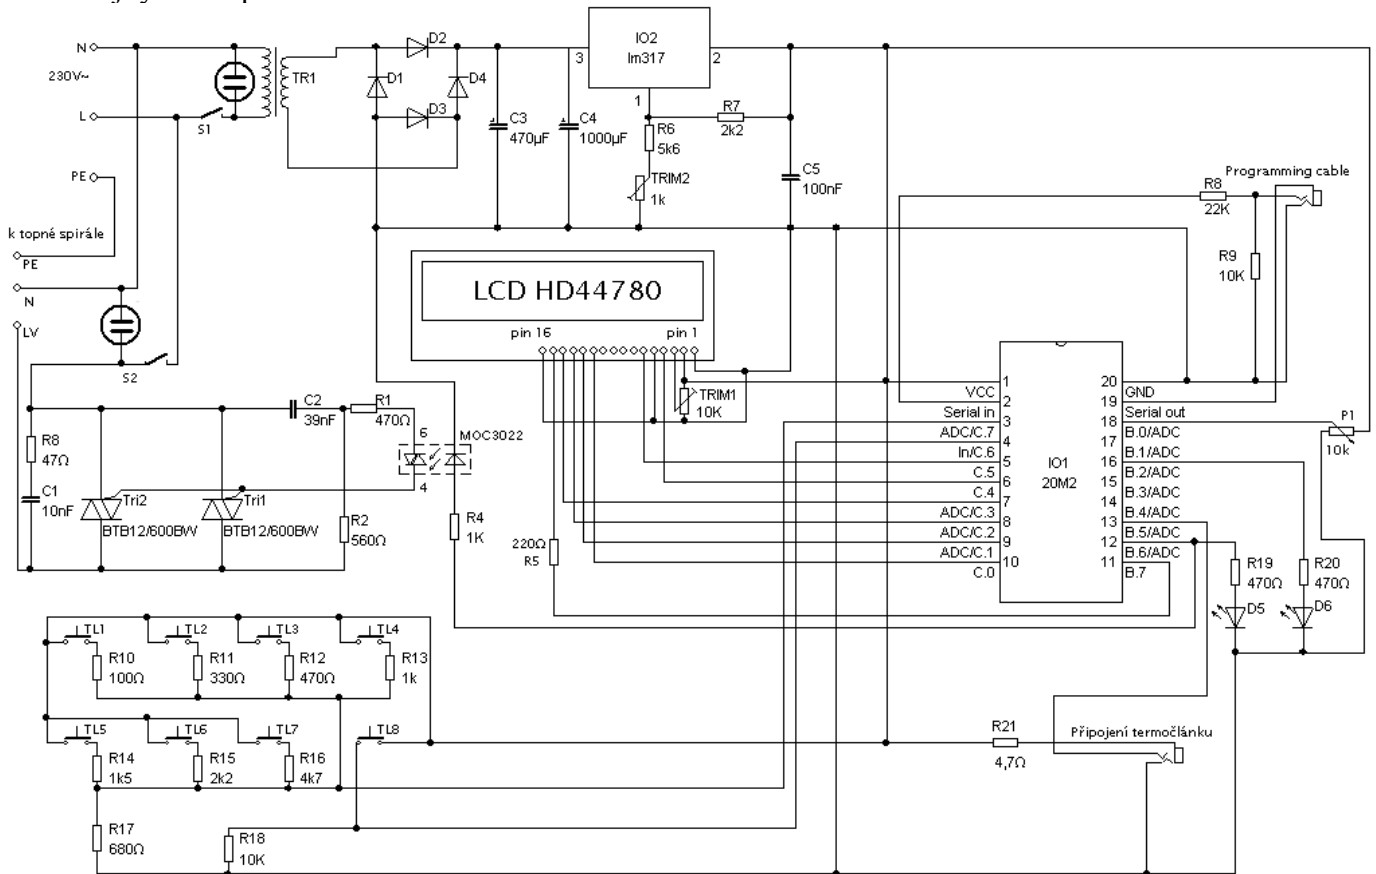 N
230V~
L
PE
S1
TR1
D2
D1
D4
D3
C3
470µF
C4
1000µF
IO2
lm317
3
2
1
R7
2k2
R6
5k6
TRIM2
1k
C5
100nF
Programming cable
R8
22K
R9
10K
k topné spirále
PE
N
LV
S2
LCD HD44780
pin 16
pin 1
TRIM1
10K
C2
39nF
R1
470Ω
MOC3022
6
4
R8
47Ω
C1
10nF
Tri2
BTB12/600BW
Tri1
BTB12/600BW
R2
560Ω
R4
1K
220Ω
R5
1
VCC
2
Serial in
3
ADC/C.7
4
In/C.6
5
C.5
6
C.4
7
ADC/C.3
8
ADC/C.2
9
ADC/C.1
10
C.0
IO1
20M2
20
GND
19
Serial out
18
B.0/ADC
17
B.1/ADC
16
B.2/ADC
15
B.3/ADC
14
B.4/ADC
13
B.5/ADC
12
B.6/ADC
11
B.7
P1
10k
R19
470Ω
R20
470Ω
D5
D6
TL1
TL2
TL3
TL4
R10
100Ω
R11
330Ω
R12
470Ω
R13
1k
TL5
TL6
TL7
TL8
R14
1k5
R15
2k2
R16
4k7
R17
680Ω
R18
10K
R21
4,7Ω
Připojení termočlánku